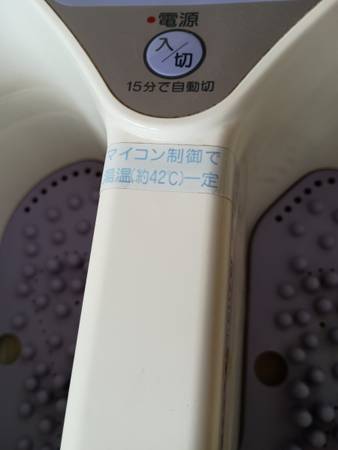 電源
入/切
15分で自動切
マイコン制御で
湯温(約42℃)一定